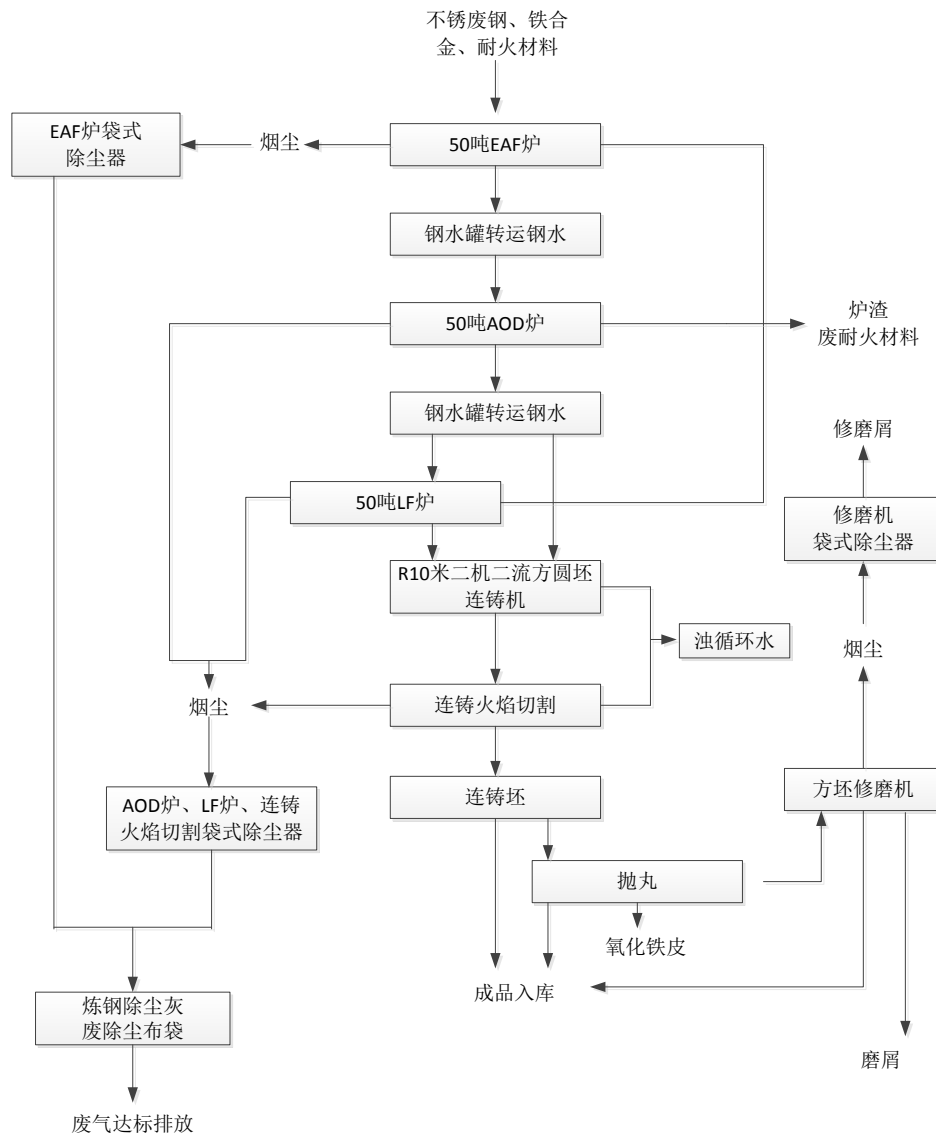 不锈废钢、铁合
金、耐火材料
EAF炉袋式
除尘器
烟尘
50吨EAF炉
钢水罐转运钢水
50吨AOD炉
炉渣
废耐火材料
钢水罐转运钢水
修磨屑
50吨LF炉
修磨机
袋式除尘器
R10米二机二流方圆坯
连铸机
浊循环水
烟尘
烟尘
连铸火焰切割
连铸坯
方坯修磨机
AOD炉、LF炉、连铸
火焰切割袋式除尘器
抛丸
氧化铁皮
成品入库
炼钢除尘灰
废除尘布袋
磨屑
废气达标排放